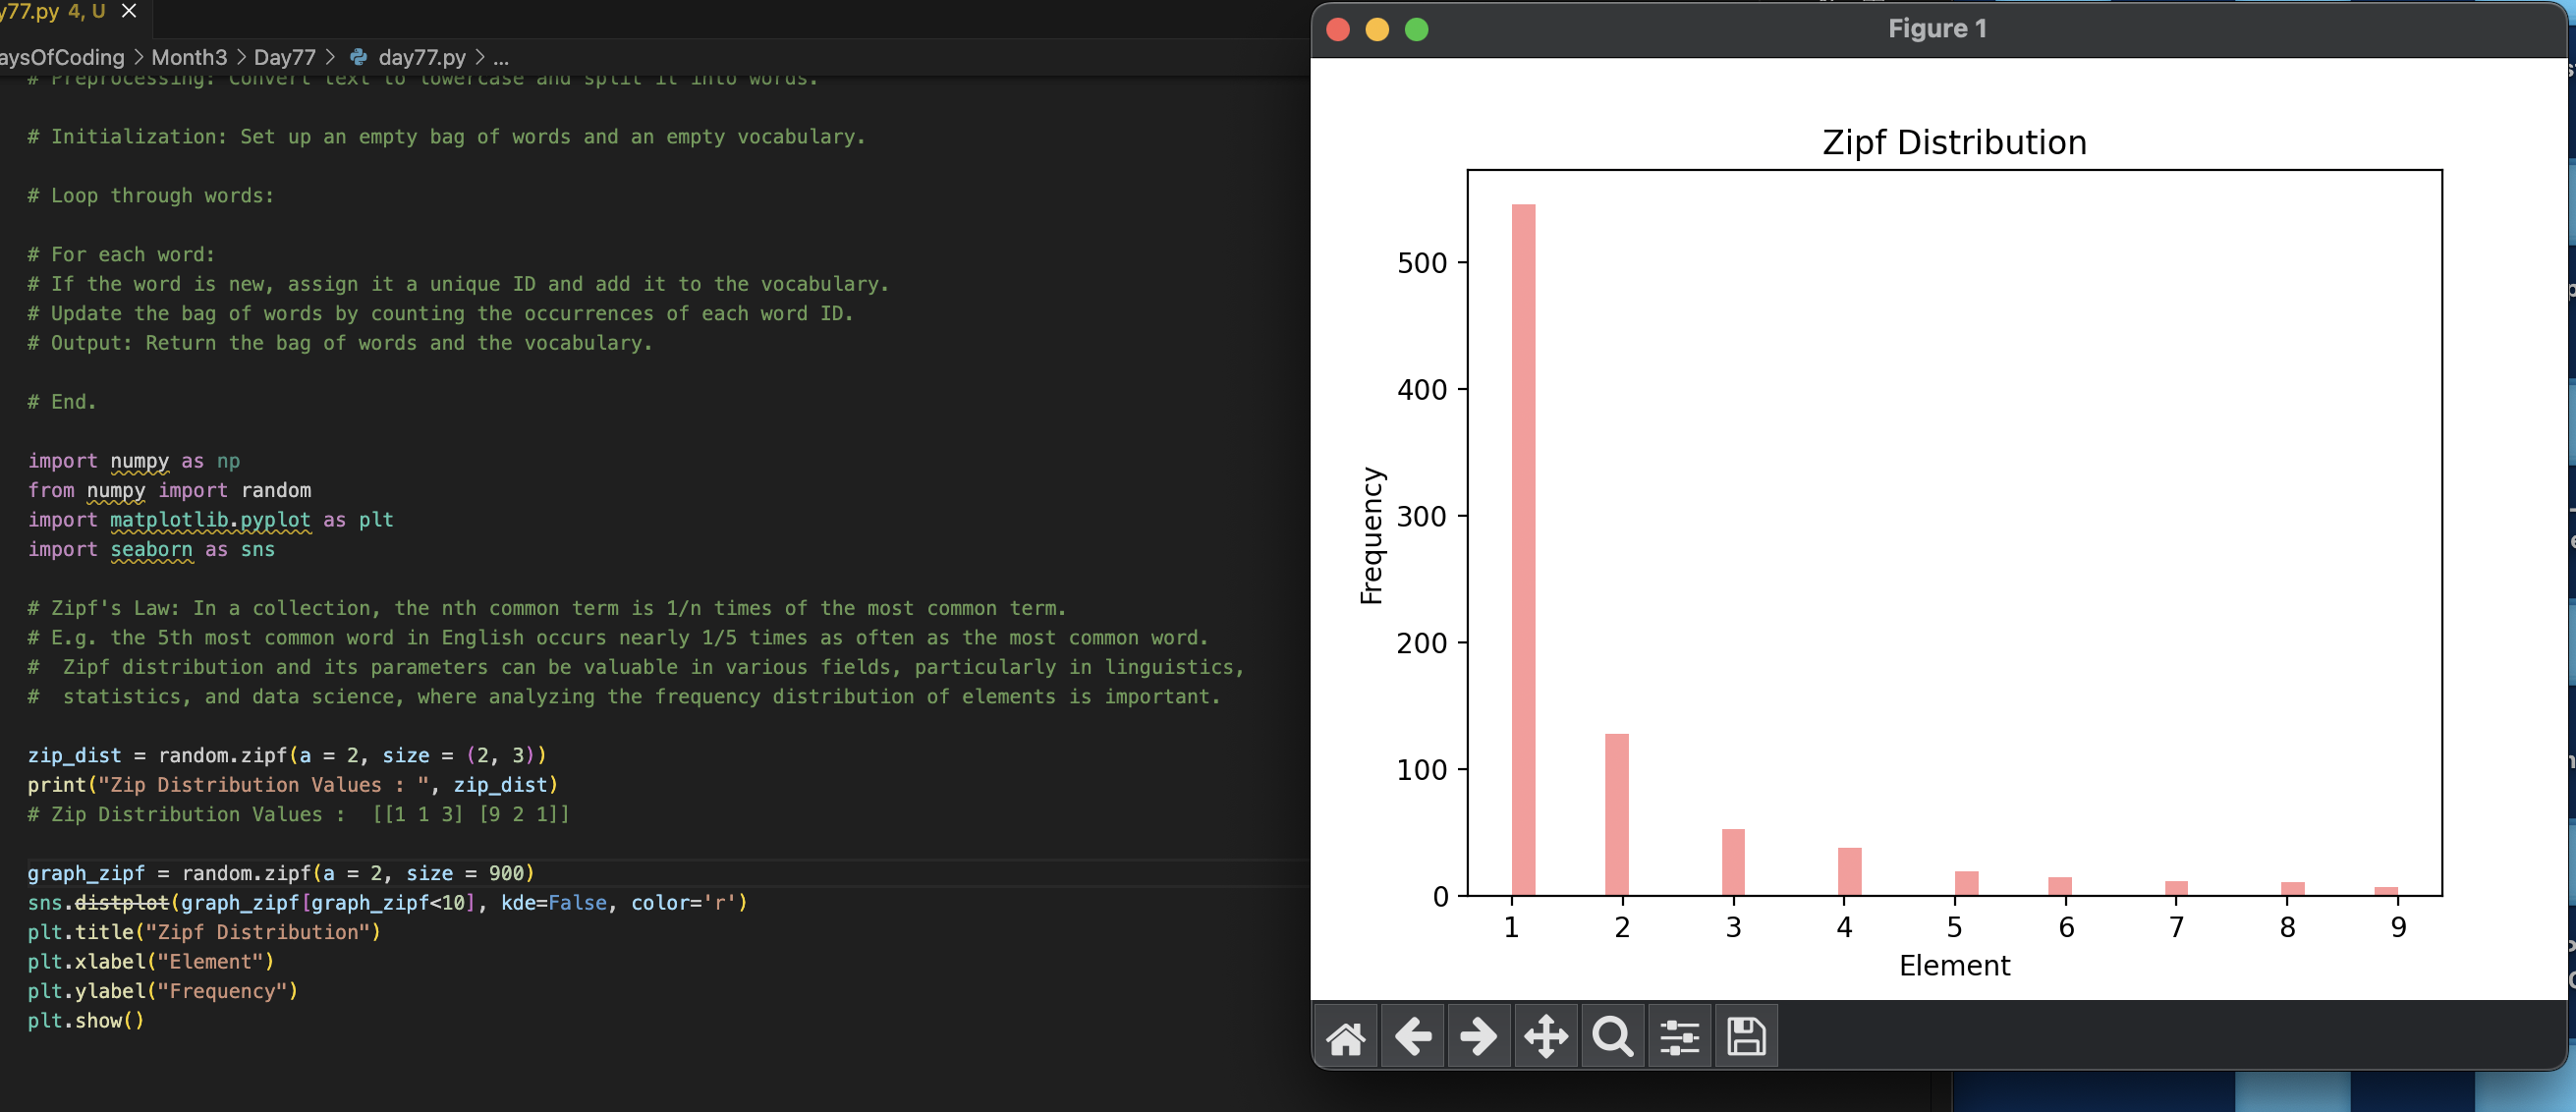 y77.py 4, U
aysOfCoding > Month3 > Day77 > day77.py > ...
# Preprocessing: Convert text to lowercase and split it into words.
# Initialization: Set up an empty bag of words and an empty vocabulary.
# Loop through words:
# For each word:
# If the word is new, assign it a unique ID and add it to the vocabulary.
# Update the bag of words by counting the occurrences of each word ID.
# Output: Return the bag of words and the vocabulary.
# End.
import numpy as np
from numpy import random
import matplotlib.pyplot as plt
import seaborn as sns
# Zipf's Law: In a collection, the nth common term is 1/n times of the most common term.
# E.g. the 5th most common word in English occurs nearly 1/5 times as often as the most common word.
#  Zipf distribution and its parameters can be valuable in various fields, particularly in linguistics,
#  statistics, and data science, where analyzing the frequency distribution of elements is important.
zip_dist = random.zipf(a = 2, size = (2, 3))
print("Zip Distribution Values : ", zip_dist)
# Zip Distribution Values :  [[1 1 3] [9 2 1]]
graph_zipf = random.zipf(a = 2, size = 900)
sns.distplot(graph_zipf[graph_zipf<10], kde=False, color='r')
plt.title("Zipf Distribution")
plt.xlabel("Element")
plt.ylabel("Frequency")
plt.show()
Figure 1
Zipf Distribution
Frequency
500
400
300
200
100
0
1 2 3 4 5 6 7 8 9
Element